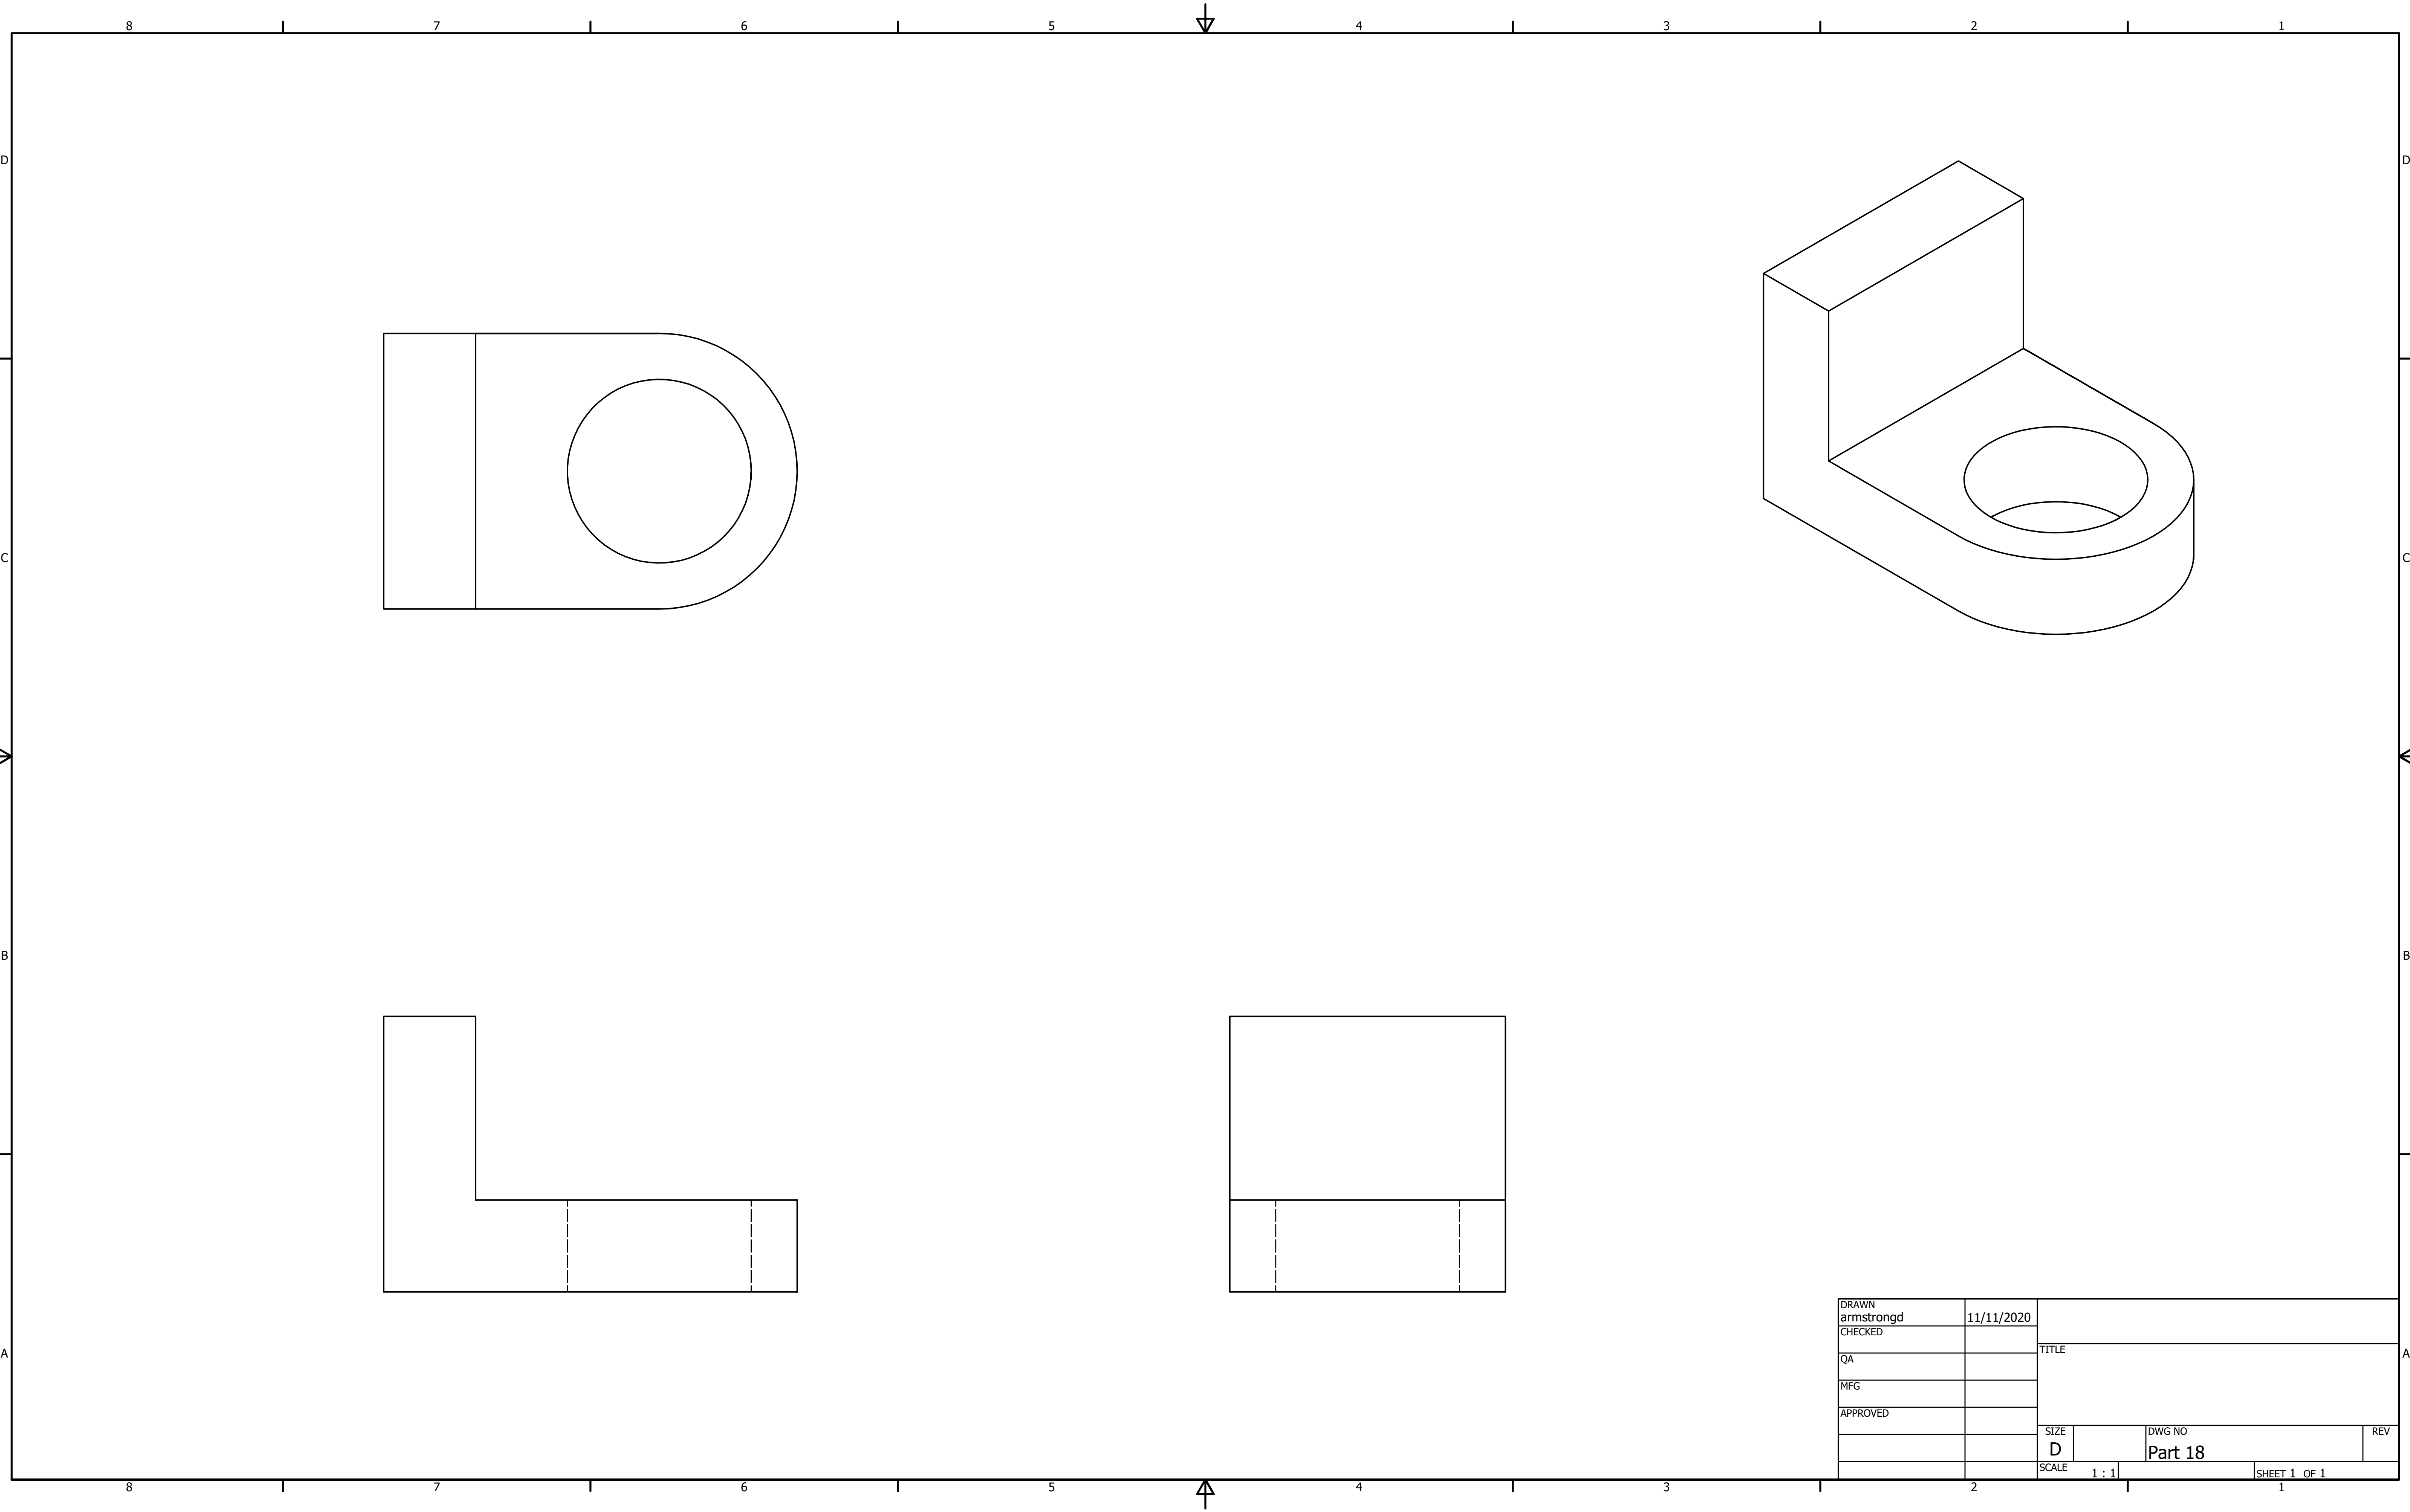 8 7 6 5 4 3 2 1
D D
C C
B B
A A
DRAWN
armstrongd 11/11/2020
CHECKED
QA
MFG
APPROVED
TITLE
SIZE
D
DWG NO
Part 18
REV
SCALE 1 : 1
SHEET 1 OF 1
8 7 6 5 4 3 2 1